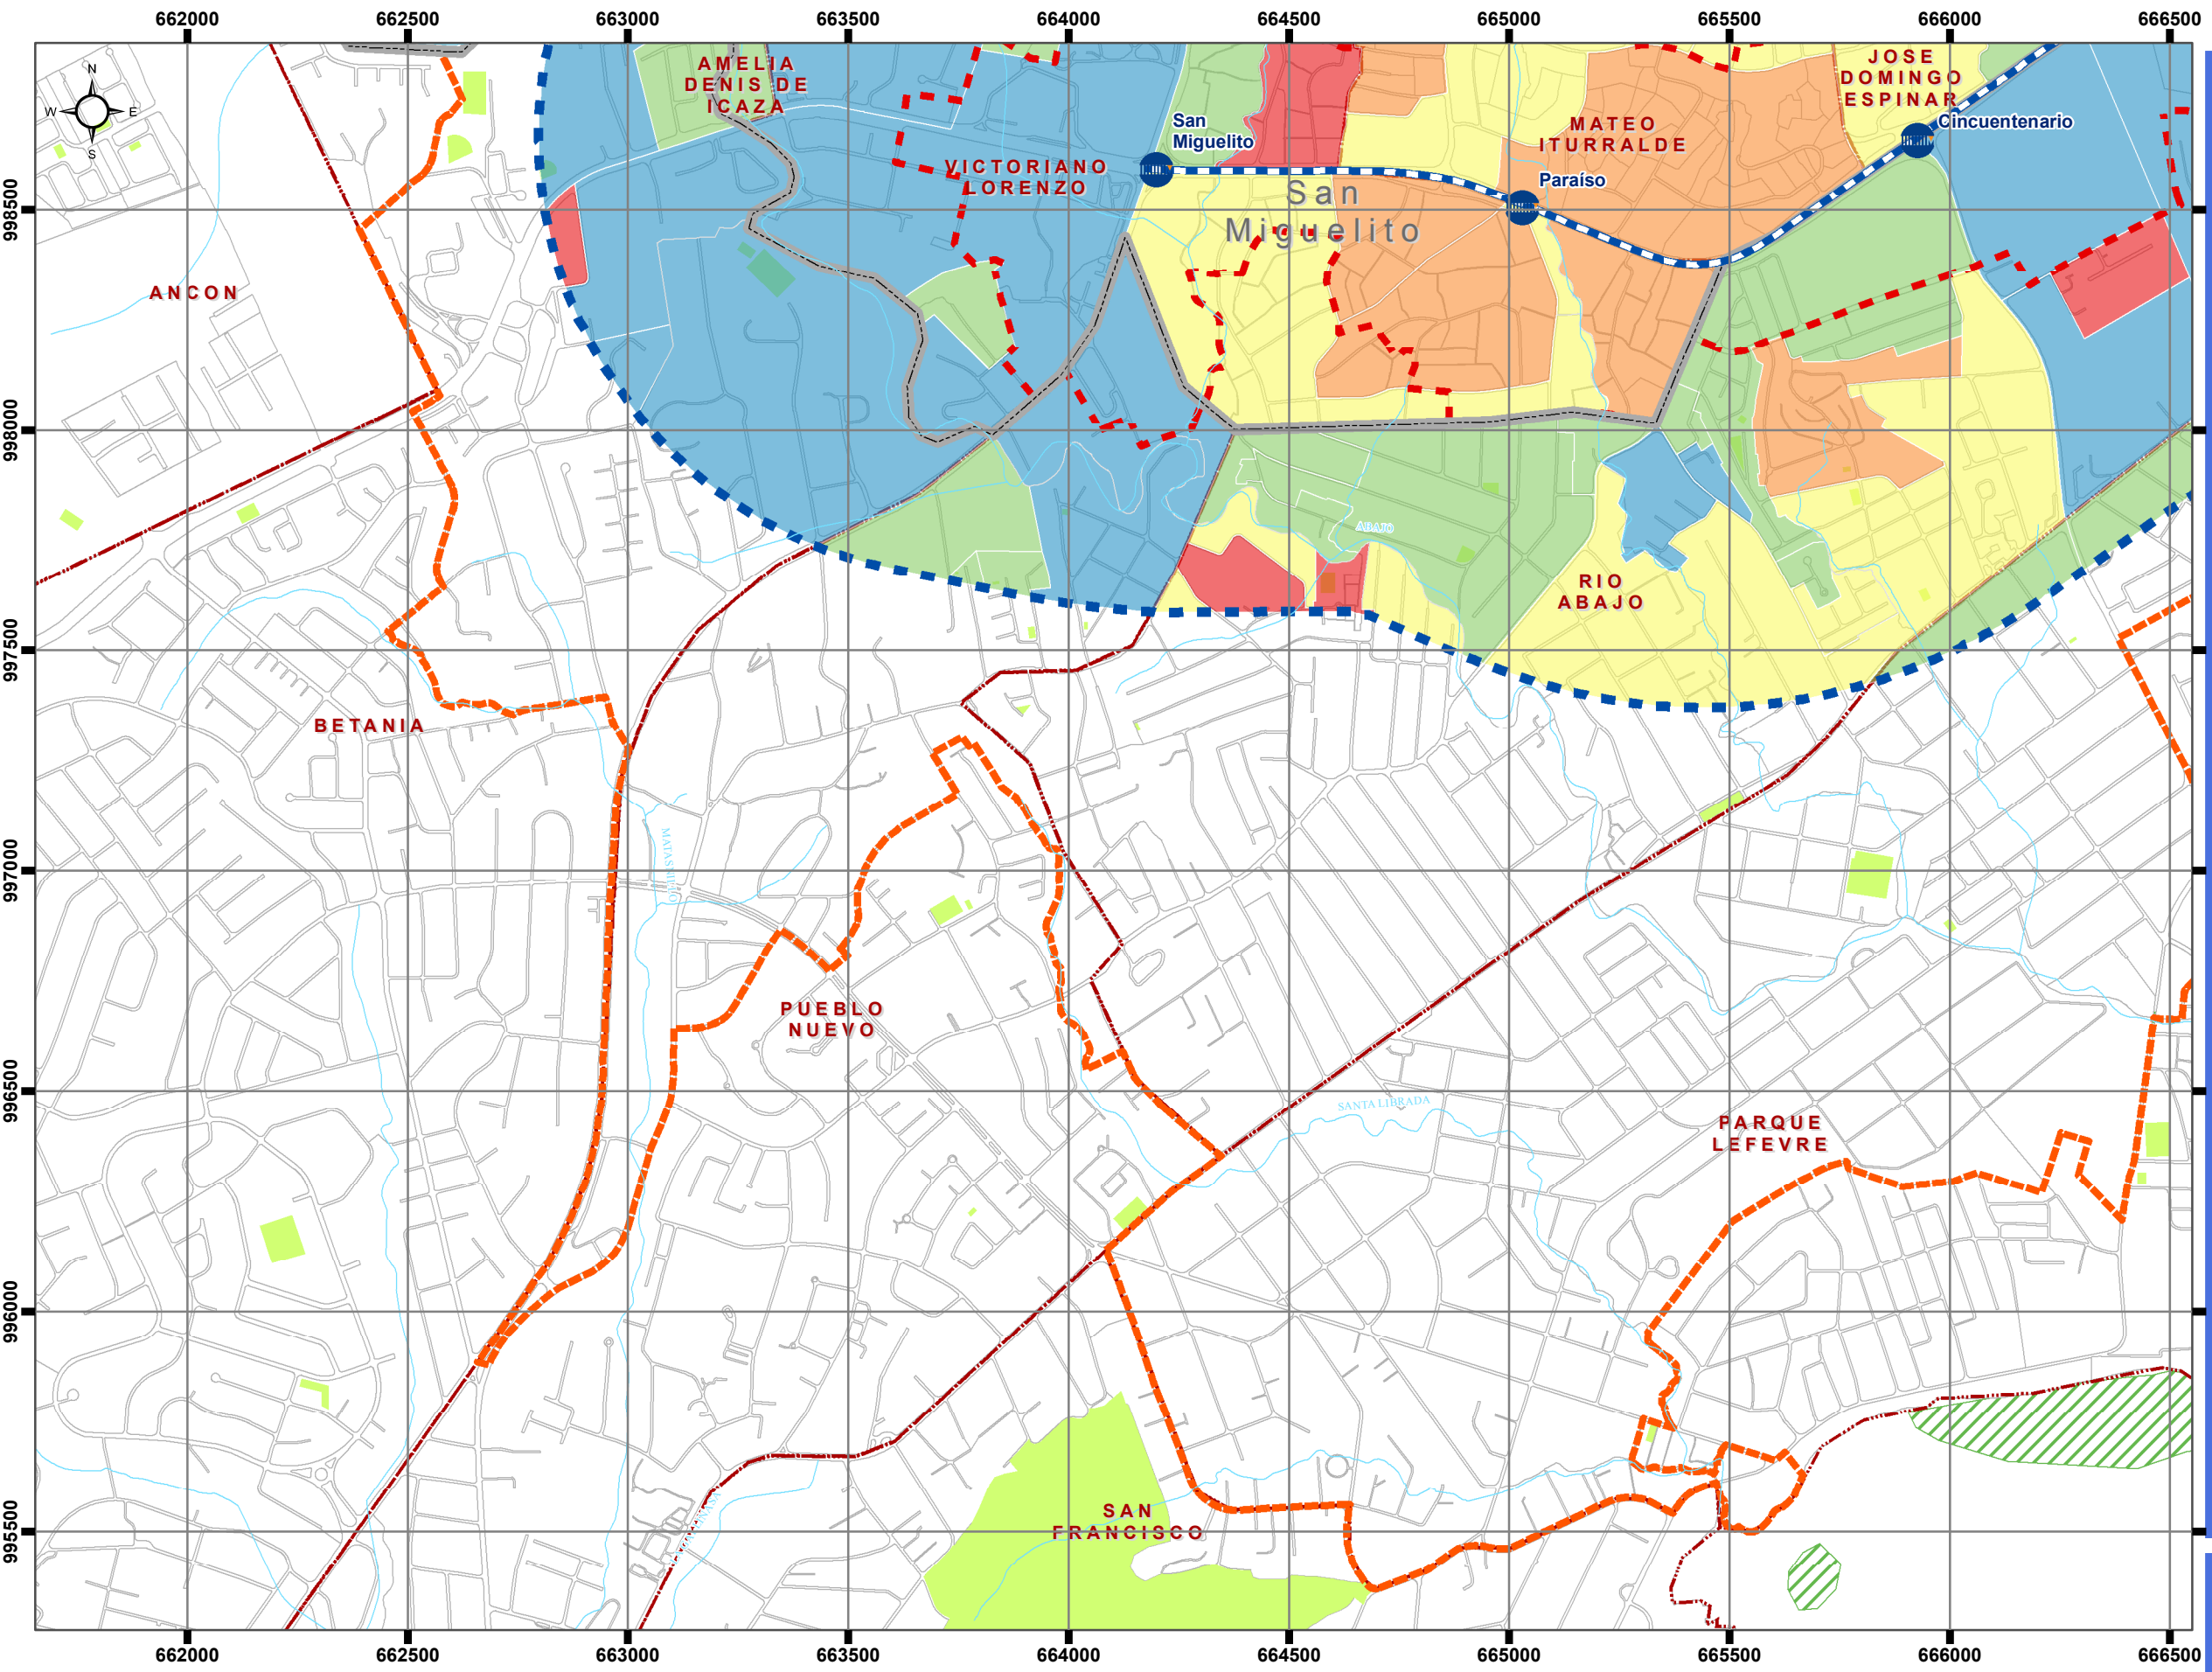 662000 662500 663000 663500 664000 664500 665000 665500 666000 666500
N
W E
S
AMELIA
DENIS DE
ICAZA
JOSE
DOMINGO
ESPINAR
San
Miguelito
MATEO
ITURRALDE
Cincuentenario
VICTORIANO
LORENZO
Paraíso
San
Miguelito
998500
ANCON
998000
ABAJO
RIO
ABAJO
997500
BETANIA
MATASNILLO
997000
PUEBLO
NUEVO
996500
SANTA LIBRADA
PARQUE
LEFEVRE
996000
SAN
FRANCISCO
995500
662000 662500 663000 663500 664000 664500 665000 665500 666000 666500